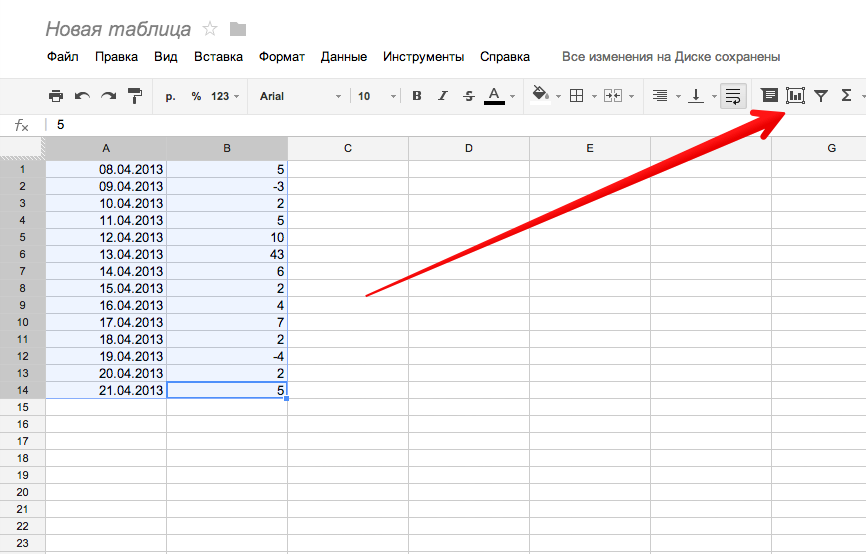 Новая таблица
Файл Правка Вид Вставка Формат Данные Инструменты Справка Все изменения на Диске сохранены
р. % 123 Arial 10 B I S A Σ
fx 5
A B C D E G
1 08.04.2013 5
2 09.04.2013 -3
3 10.04.2013 2
4 11.04.2013 5
5 12.04.2013 10
6 13.04.2013 43
7 14.04.2013 6
8 15.04.2013 2
9 16.04.2013 4
10 17.04.2013 7
11 18.04.2013 2
12 19.04.2013 -4
13 20.04.2013 2
14 21.04.2013 5
15
16
17
18
19
20
21
22
23